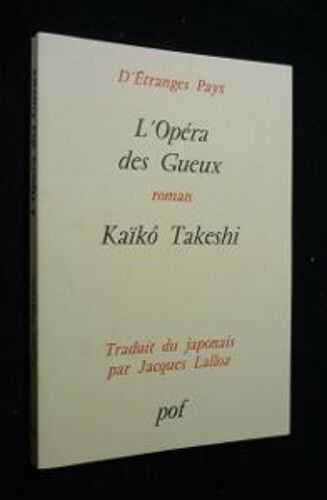 D'Étranges Pays
L'Opéra
des Gueux
roman
Kaïkô Takeshi
Traduit du japonais
par Jacques Lalloz
pof